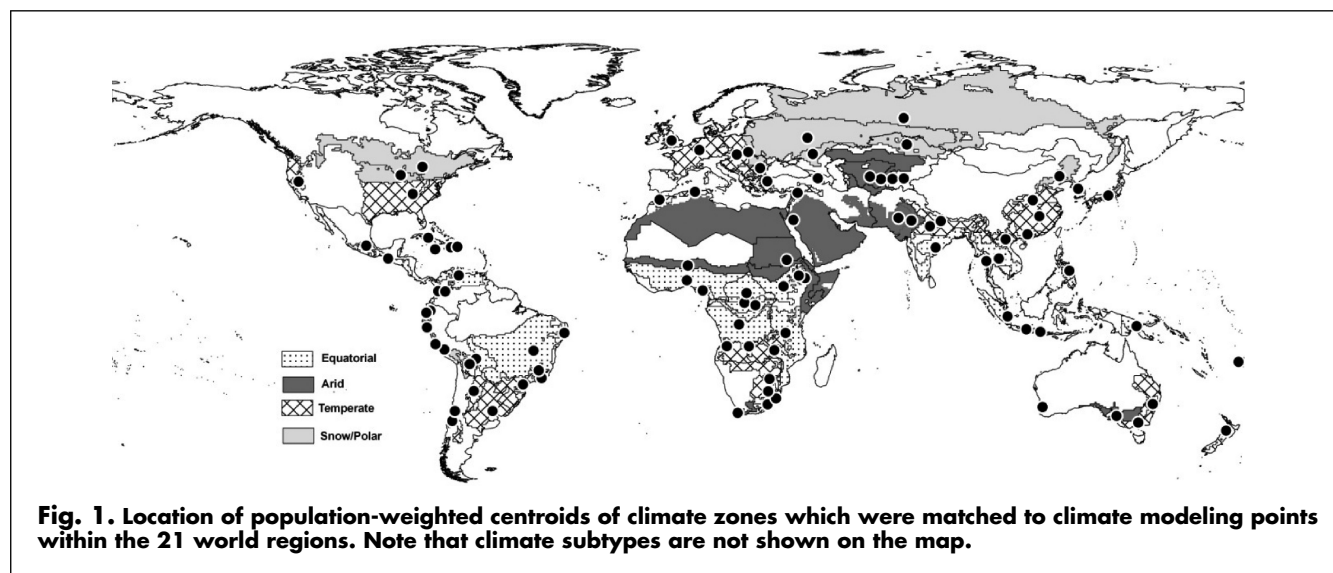 Equatorial
Arid
Temperate
Snow/Polar
Fig. 1. Location of population-weighted centroids of climate zones which were matched to climate modeling points
within the 21 world regions. Note that climate subtypes are not shown on the map.